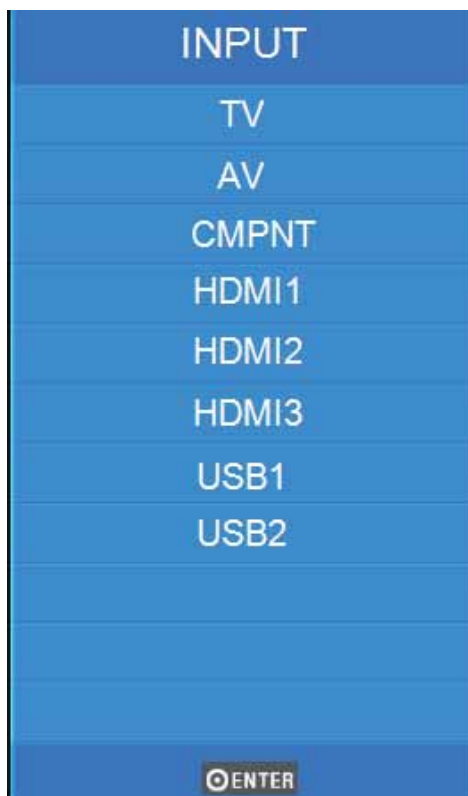 INPUT
TV
AV
CMPNT
HDMI1
HDMI2
HDMI3
USB1
USB2
ENTER